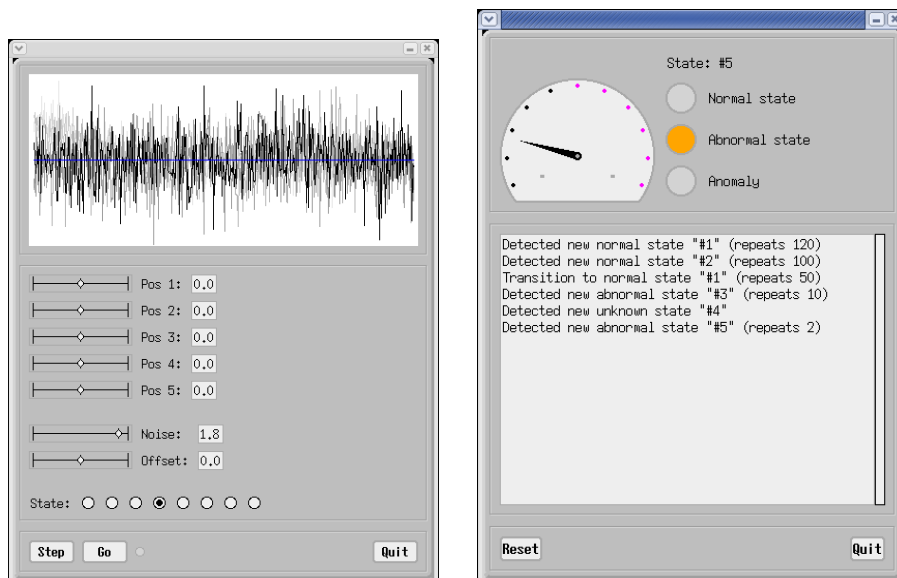 Pos 1: 0.0
Pos 2: 0.0
Pos 3: 0.0
Pos 4: 0.0
Pos 5: 0.0
Noise: 1.8
Offset: 0.0
State:
Step Go Quit
State: #5
Normal state
Abnormal state
Anomaly
Detected new normal state "#1" (repeats 120)
Detected new normal state "#2" (repeats 100)
Transition to normal state "#1" (repeats 50)
Detected new abnormal state "#3" (repeats 10)
Detected new unknown state "#4"
Detected new abnormal state "#5" (repeats 2)
Reset Quit